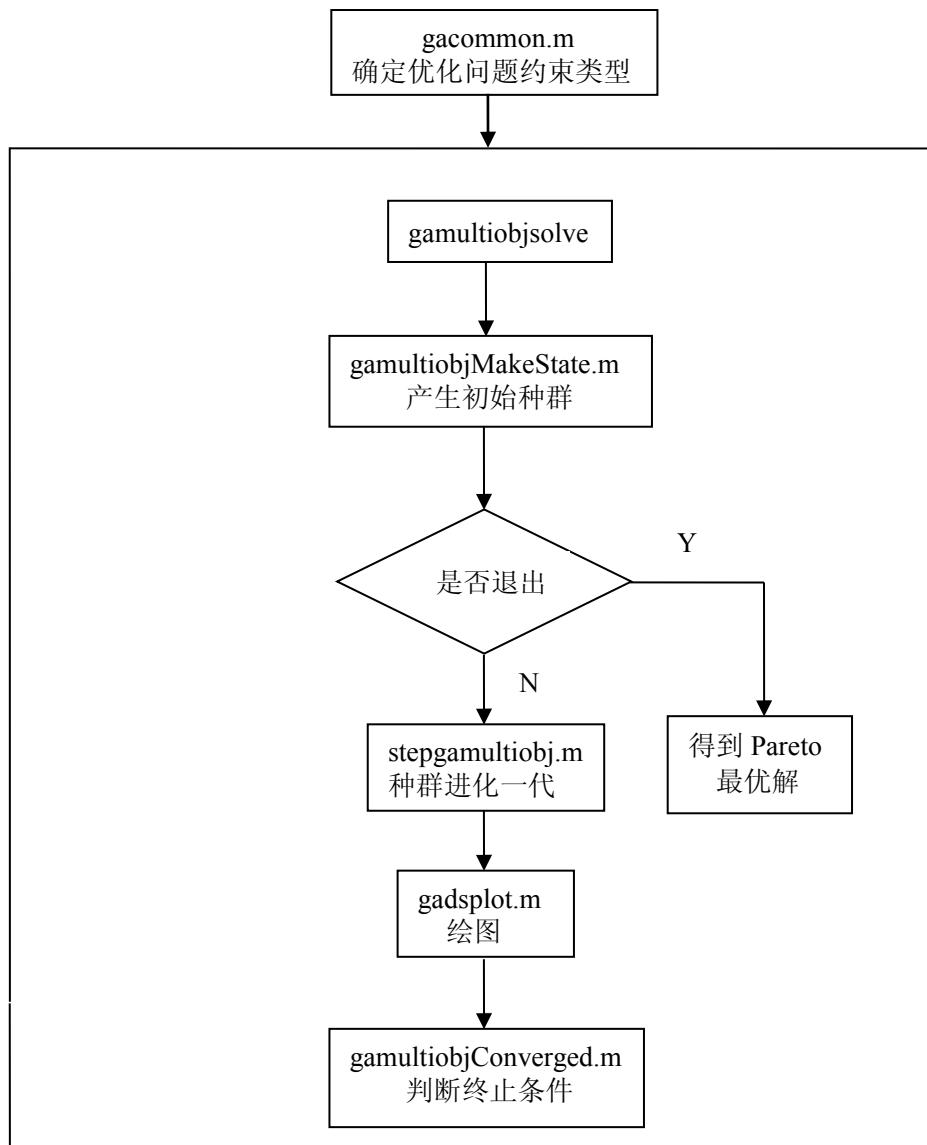 gacommon.m
确定优化问题约束类型
gamultiobjsolve
gamultiobjMakeState.m
产生初始种群
Y
是否退出
N
stepgamultiobj.m
种群进化一代
得到 Pareto
最优解
gadsplot.m
绘图
gamultiobjConverged.m
判断终止条件